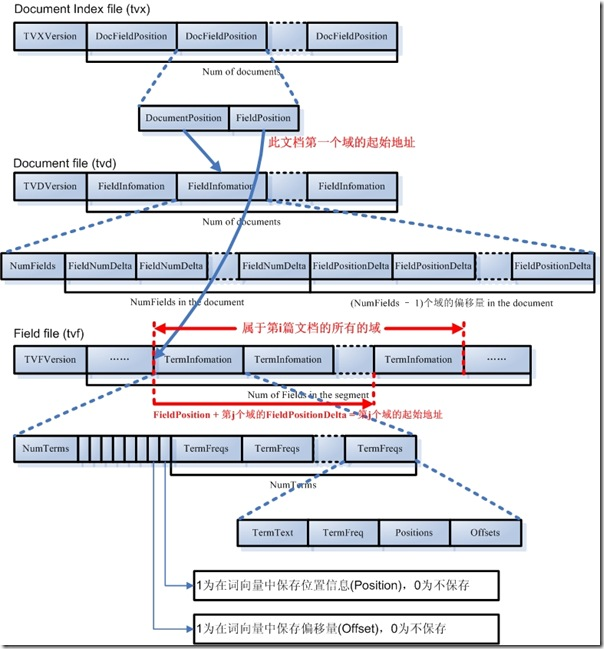 Document Index file (tvx)
TVXVersion DocFieldPosition DocFieldPosition DocFieldPosition
Num of documents
DocumentPosition FieldPosition
此文档第一个域的起始地址
Document file (tvd)
TVDVersion FieldInfomation FieldInfomation FieldInfomation
Num of documents
NumFields FieldNumDelta FieldNumDelta FieldNumDelta FieldPositionDelta FieldPositionDelta FieldPositionDelta
NumFields in the document (NumFields - 1)个域的偏移量 in the document
Field file (tvf)
属于第i篇文档的所有的域
TVFVersion ...... TermInfomation TermInfomation TermInfomation ......
Num of Fields in the segment
FieldPosition + 第j个域的FieldPositionDelta = 第j个域的起始地址
NumTerms TermFreqs TermFreqs TermFreqs
NumTerms
TermText TermFreq Positions Offsets
1为在词向量中保存位置信息(Position)，0为不保存
1为在词向量中保存偏移量(Offset)，0为不保存